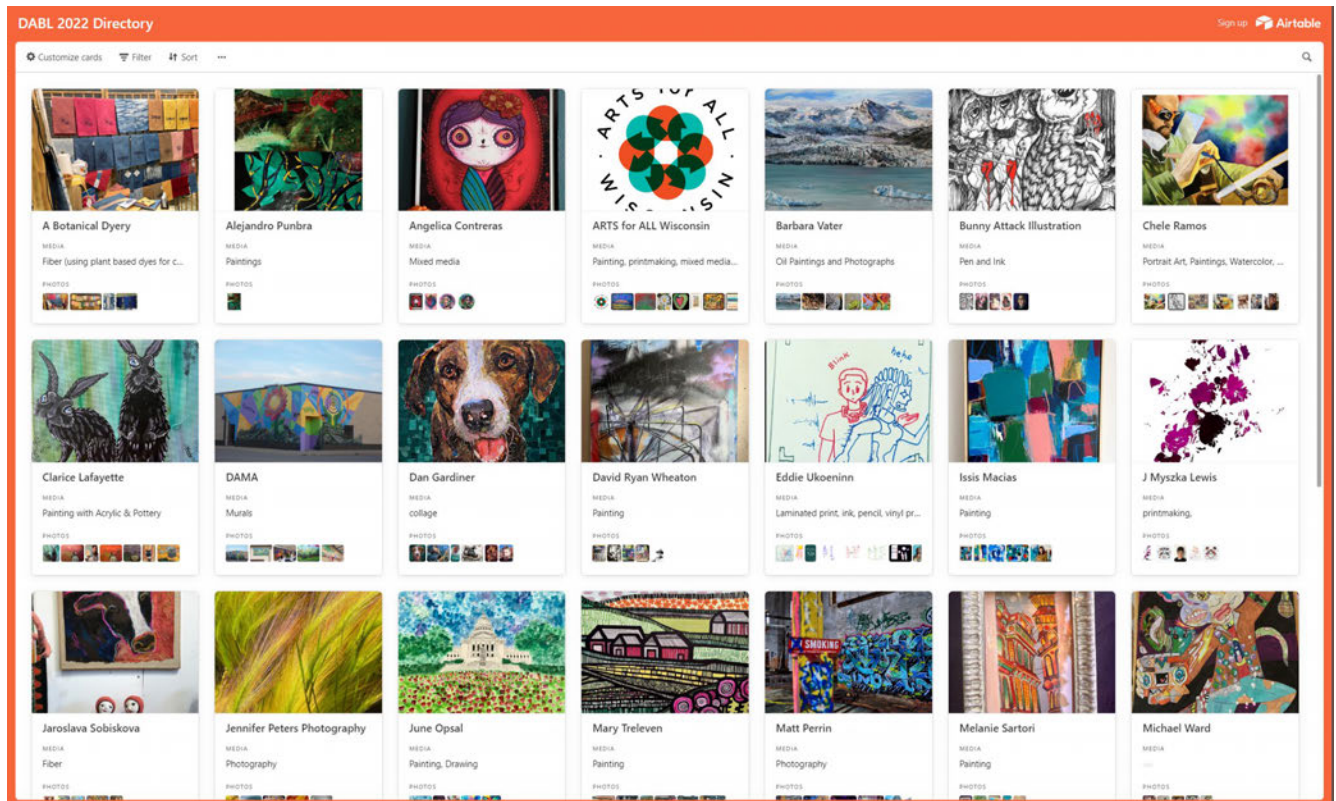 DABL 2022 Directory
Sign up Airtable
Customize cards Filter Sort ...
ARTS for ALL
WISCONSIN
A Botanical Dyery
MEDIA
Fiber (using plant based dyes for c...
PHOTOS
Alejandro Punbra
MEDIA
Paintings
PHOTOS
Angelica Contreras
MEDIA
Mixed media
PHOTOS
ARTS for ALL Wisconsin
MEDIA
Painting, printmaking, mixed media...
PHOTOS
Barbara Vater
MEDIA
Oil Paintings and Photographs
PHOTOS
Bunny Attack Illustration
MEDIA
Pen and Ink
PHOTOS
Chele Ramos
MEDIA
Portrait Art, Paintings, Watercolor, ...
PHOTOS
Blink
hehe
Clarice Lafayette
MEDIA
Painting with Acrylic & Pottery
PHOTOS
DAMA
MEDIA
Murals
PHOTOS
Dan Gardiner
MEDIA
collage
PHOTOS
David Ryan Wheaton
MEDIA
Painting
PHOTOS
Eddie Ukoeninn
MEDIA
Laminated print, ink, pencil, vinyl pr...
PHOTOS
Issis Macias
MEDIA
Painting
PHOTOS
J Myszka Lewis
MEDIA
printmaking,
PHOTOS
SMOKING
Jaroslava Sobiskova
MEDIA
Fiber
PHOTOS
Jennifer Peters Photography
MEDIA
Photography
PHOTOS
June Opsal
MEDIA
Painting, Drawing
PHOTOS
Mary Treleven
MEDIA
Painting
PHOTOS
Matt Perrin
MEDIA
Photography
PHOTOS
Melanie Sartori
MEDIA
Painting
PHOTOS
Michael Ward
MEDIA
PHOTOS